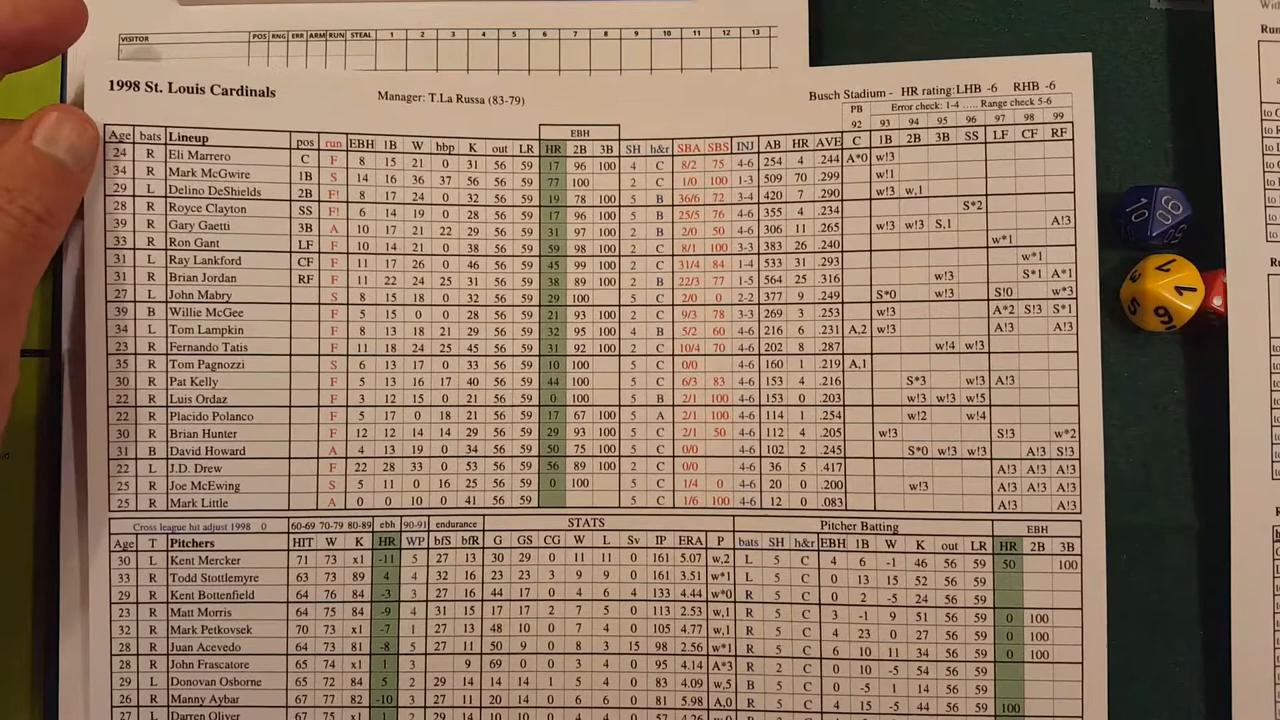 VISITOR POS RNG ERR ARM RUN STEAL 1 2 3 4 5 6 7 8 9 10 11 12 13
1998 St. Louis Cardinals Manager: T.La Russa (83-79) Busch Stadium - HR rating: LHB -6 RHB -6
PB Error check: 1-4 ..... Range check 5-6
EBH 92 93 94 95 96 97 98 99
Age bats Lineup pos run EBH 1B W hbp K out LR HR 2B 3B SH h&r SBA SBS INJ AB HR AVE C 1B 2B 3B SS LF CF RF
24 R Eli Marrero C F 8 15 21 0 31 56 59 17 96 100 4 C 8/2 75 4-6 254 4 .244 A*0 w!3
34 R Mark McGwire 1B S 14 16 36 37 56 56 59 77 100 2 C 1/0 100 1-3 509 70 .299 w!1
29 L Delino DeShields 2B F! 8 17 24 0 32 56 59 19 78 100 5 B 36/6 72 3-4 420 7 .290 w!3 w,1
28 R Royce Clayton SS F! 6 14 19 0 28 56 59 17 96 100 5 B 25/5 76 4-6 355 4 .234 S*2
39 R Gary Gaetti 3B A 10 17 21 22 29 56 59 31 97 100 2 B 2/0 50 4-6 306 11 .265 w!3 w!3 S,1 A!3
33 R Ron Gant LF F 10 14 21 0 38 56 59 59 98 100 2 C 8/1 100 3-3 383 26 .240 w*1
31 L Ray Lankford CF F 11 17 26 0 46 56 59 45 99 100 2 C 31/4 84 1-4 533 31 .293 w*1
31 R Brian Jordan RF F 11 22 24 25 31 56 59 38 89 100 2 B 22/3 77 1-5 564 25 .316 w!3 S*1 A*1
27 L John Mabry S 8 15 18 0 32 56 59 29 100 5 C 2/0 0 2-2 377 9 .249 S*0 w!3 S!0 w*3
39 B Willie McGee F 5 15 0 0 28 56 59 21 93 100 2 C 9/3 78 3-3 269 3 .253 w!3 A*2 S!3 S*1
34 L Tom Lampkin F 8 13 18 21 29 56 59 32 95 100 4 B 5/2 60 4-6 216 6 .231 A,2 w!3 A!3 A!3
23 R Fernando Tatis F 11 18 24 25 45 56 59 31 92 100 2 C 10/4 70 4-6 202 8 .287 w!4 w!3
35 R Tom Pagnozzi S 6 13 17 0 33 56 59 10 100 5 C 0/0 4-6 160 1 .219 A,1
30 R Pat Kelly F 5 13 16 17 40 56 59 44 100 5 C 6/3 83 4-6 153 4 .216 S*3 w!3 A!3
22 R Luis Ordaz F 3 12 15 0 21 56 59 0 100 5 B 2/1 100 4-6 153 0 .203 w!3 w!3 w!5
22 R Placido Polanco F 5 17 0 18 21 56 59 17 67 100 5 A 2/1 100 4-6 114 1 .254 w!2 w!4
30 R Brian Hunter F 12 12 14 14 29 56 59 29 93 100 5 C 2/1 50 4-6 112 4 .205 w!3 S!3 w*2
31 B David Howard A 4 13 19 0 34 56 59 50 75 100 5 C 0/0 4-6 102 2 .245 S*0 w!3 w!3 A!3 S!3
22 L J.D. Drew F 22 28 33 0 53 56 59 56 89 100 2 C 0/0 4-6 36 5 .417 A!3 A!3
25 R Joe McEwing S 5 11 0 16 25 56 59 0 100 5 C 1/4 0 4-6 20 0 .200 w!3 A!3 A!3 A!3
25 R Mark Little A 0 0 10 0 41 56 59 5 C 1/6 100 4-6 12 0 .083 A!3 A!3
Cross league hit adjust 1998 0 60-69 70-79 80-89 ebh 90-91 endurance STATS Pitcher Batting EBH
Age T Pitchers HIT W K HR WP bfS bfR G GS CG W L Sv IP ERA P bats SH h&r EBH 1B W K out LR HR 2B 3B
30 L Kent Mercker 71 73 x1 -11 5 27 13 30 29 0 11 11 0 161 5.07 w,2 L 5 C 4 6 -1 46 56 59 50 100
33 R Todd Stottlemyre 63 73 89 4 4 32 16 23 23 3 9 9 0 161 3.51 w*1 L 5 C 0 13 15 52 56 59
29 R Kent Bottenfield 64 76 84 -3 3 27 16 44 17 0 4 6 4 133 4.44 w*0 R 5 C 0 2 -5 24 56 59
23 R Matt Morris 64 75 84 -9 4 31 15 17 17 2 7 5 0 113 2.53 w,1 R 5 C 3 -1 9 51 56 59 0 100
32 R Mark Petkovsek 70 73 x1 -7 1 27 13 48 10 0 7 4 0 105 4.77 w,1 R 5 C 4 23 0 27 56 59 0 100
28 R Juan Acevedo 64 73 81 -8 5 27 11 50 9 0 8 3 15 98 2.56 w*1 R 5 C 6 10 11 34 56 59 0 100
28 R John Frascatore 65 74 x1 1 3 9 69 0 0 3 4 0 95 4.14 A*3 R 2 C 0 10 -5 54 56 59
29 L Donovan Osborne 65 72 84 5 2 29 14 14 14 1 5 4 0 83 4.09 w,5 B 5 C 0 -5 1 14 56 59
26 R Manny Aybar 67 77 82 -10 3 27 11 20 14 0 6 6 0 81 5.98 A,0 R 5 C 4 15 -5 44 56 59 100
27 L Darren Oliver 67 75 x1 1 2 29 14 10 10 0 4 4 0 57 4.26